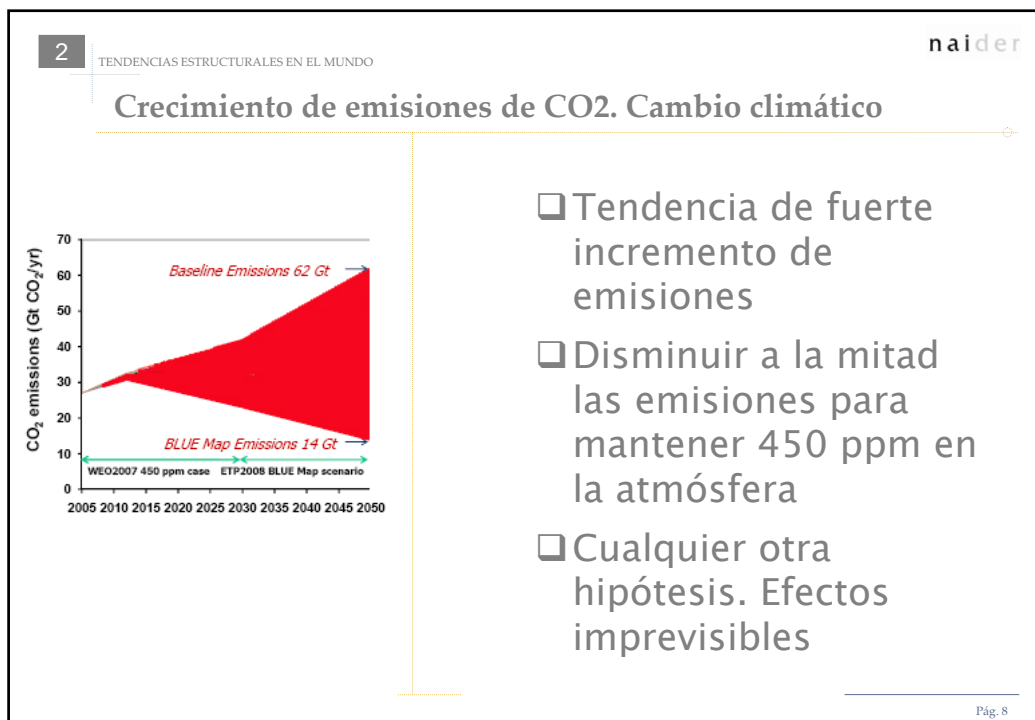 2
TENDENCIAS ESTRUCTURALES EN EL MUNDO
naider
Crecimiento de emisiones de CO2. Cambio climático
CO₂ emissions (Gt CO₂/yr)
70
60
50
40
30
20
10
0
Baseline Emissions 62 Gt
BLUE Map Emissions 14 Gt
WEO2007 450 ppm case ETP2008 BLUE Map scenario
2005 2010 2015 2020 2025 2030 2035 2040 2045 2050
❑Tendencia de fuerte
incremento de
emisiones
❑Disminuir a la mitad
las emisiones para
mantener 450 ppm en
la atmósfera
❑Cualquier otra
hipótesis. Efectos
imprevisibles
Pág. 8